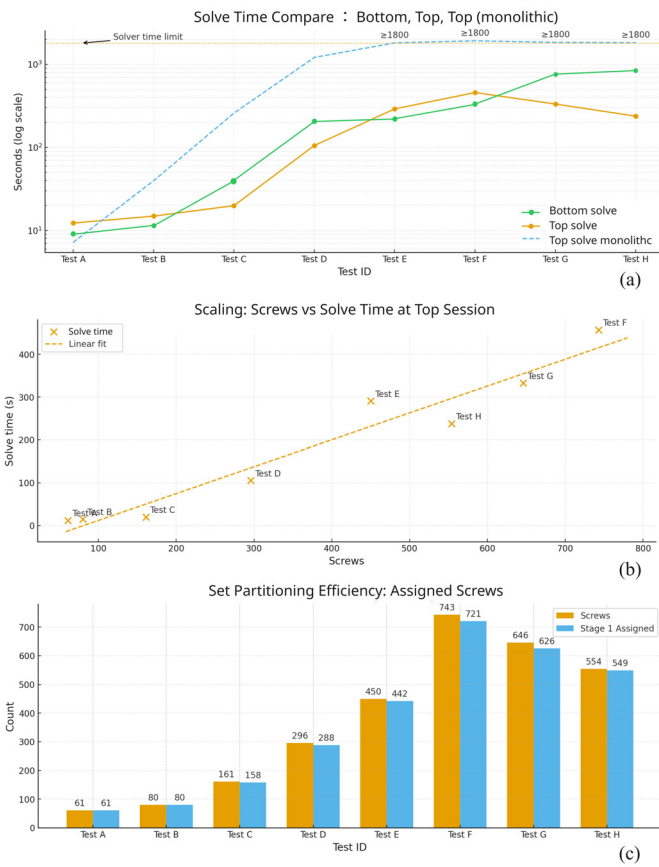 Solve Time Compare : Bottom, Top, Top (monolithic)
Solver time limit
≥1800
≥1800
≥1800
≥1800
10³
10²
10¹
Seconds (log scale)
Bottom solve
Top solve
Top solve monolithc
Test A
Test B
Test C
Test D
Test E
Test F
Test G
Test H
Test ID
(a)
Scaling: Screws vs Solve Time at Top Session
Solve time
Linear fit
Test F
Test E
Test G
Test H
Test D
Test C
Test A
Test B
400
300
200
100
0
Solve time (s)
100
200
300
400
500
600
700
800
Screws
(b)
Set Partitioning Efficiency: Assigned Screws
Screws
Stage 1 Assigned
700
600
500
400
300
200
100
0
Count
61
61
80
80
161
158
296
288
450
442
743
721
646
626
554
549
Test A
Test B
Test C
Test D
Test E
Test F
Test G
Test H
Test ID
(c)